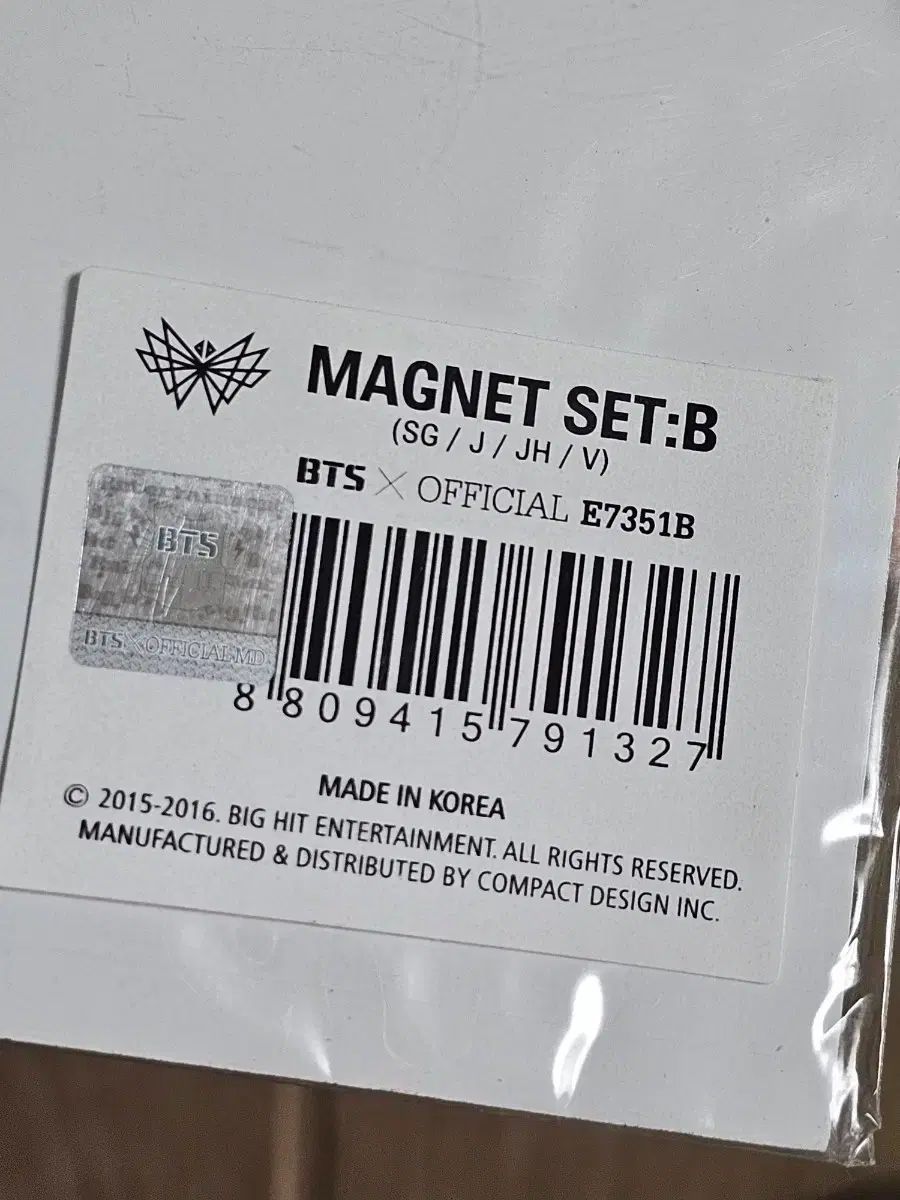 MAGNET SET:B
(SG / J / JH / V)
BTS X OFFICIAL E7351B
BTS
BTS X OFFICIAL MD
8 809415 791327
MADE IN KOREA
© 2015-2016. BIG HIT ENTERTAINMENT. ALL RIGHTS RESERVED.
MANUFACTURED & DISTRIBUTED BY COMPACT DESIGN INC.